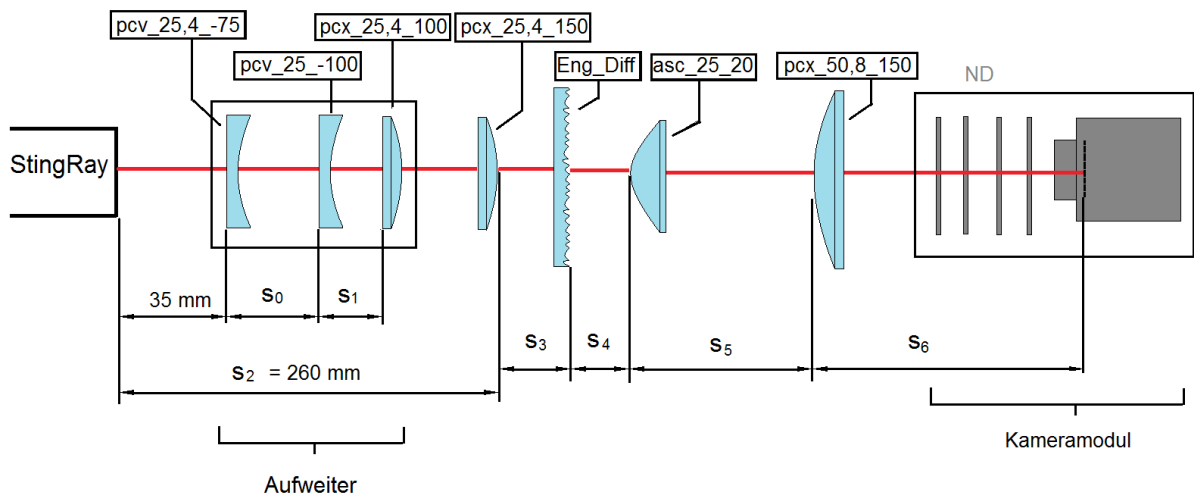 pcv_25,4_-75
pcx_25,4_100
pcx_25,4_150
pcv_25_-100
Eng_Diff
asc_25_20
pcx_50,8_150
ND
StingRay
35 mm
s0
s1
s2 = 260 mm
s3
s4
s5
s6
Aufweiter
Kameramodul